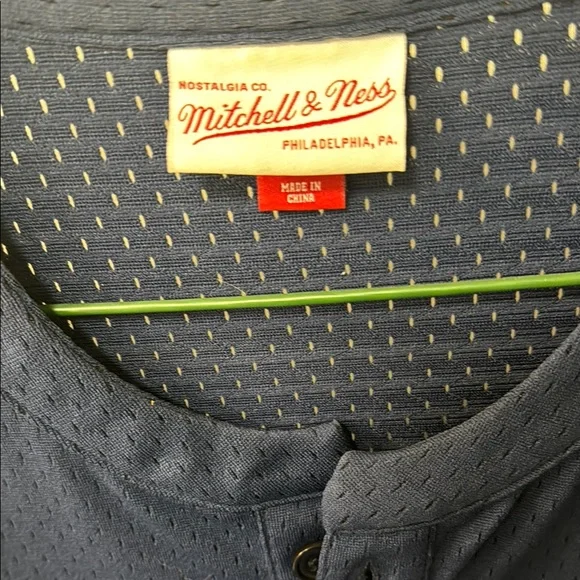 NOSTALGIA CO.
Mitchell & Ness
PHILADELPHIA, PA.
MADE IN
CHINA